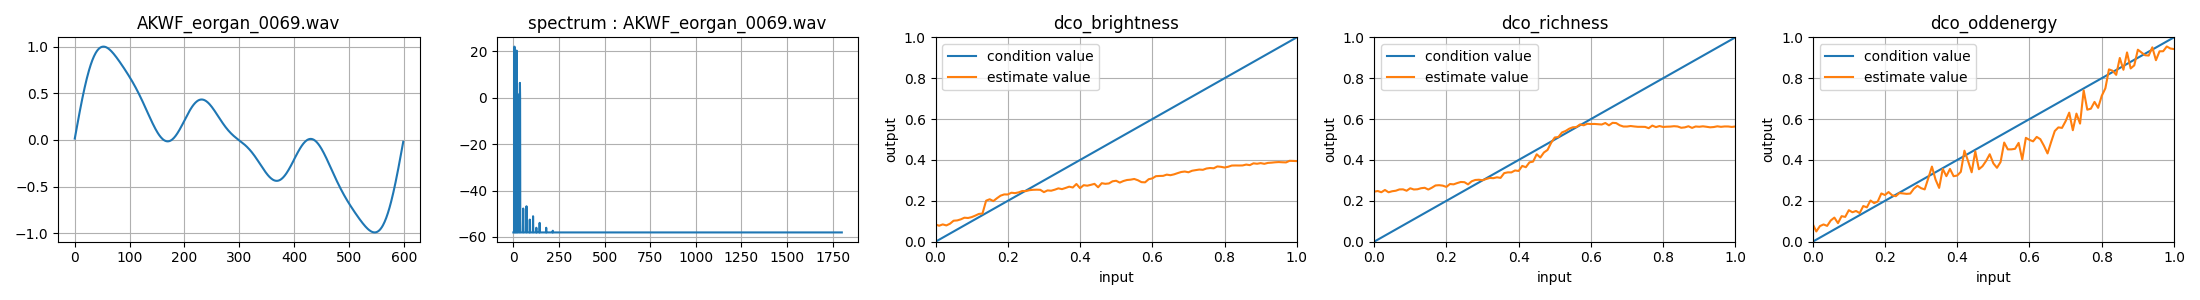 AKWF_eorgan_0069.wav
1.0
0.5
0.0
−0.5
−1.0
0 100 200 300 400 500 600
spectrum : AKWF_eorgan_0069.wav
20
0
−20
−40
−60
0 250 500 750 1000 1250 1500 1750
dco_brightness
condition value
estimate value
output
1.0
0.8
0.6
0.4
0.2
0.0
0.0 0.2 0.4 0.6 0.8 1.0
input
dco_richness
condition value
estimate value
output
1.0
0.8
0.6
0.4
0.2
0.0
0.0 0.2 0.4 0.6 0.8 1.0
input
dco_oddenergy
condition value
estimate value
output
1.0
0.8
0.6
0.4
0.2
0.0
0.0 0.2 0.4 0.6 0.8 1.0
input